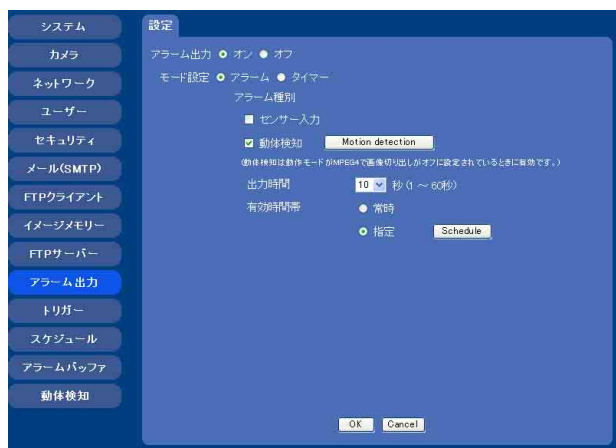 システム
カメラ
ネットワーク
ユーザー
セキュリティ
メール(SMTP)
FTPクライアント
イメージメモリー
FTPサーバー
アラーム出力
トリガー
スケジュール
アラームバッファ
動体検知
設定
アラーム出力 オン オフ
モード設定 アラーム タイマー
アラーム種別
センサー入力
動体検知 Motion detection
(動体検知は動作モードがMPEG4で画像切り出しがオフに設定されているときに有効です。)
出力時間 10 秒(1 ~ 60秒)
有効時間帯 常時
指定 Schedule
OK Cancel